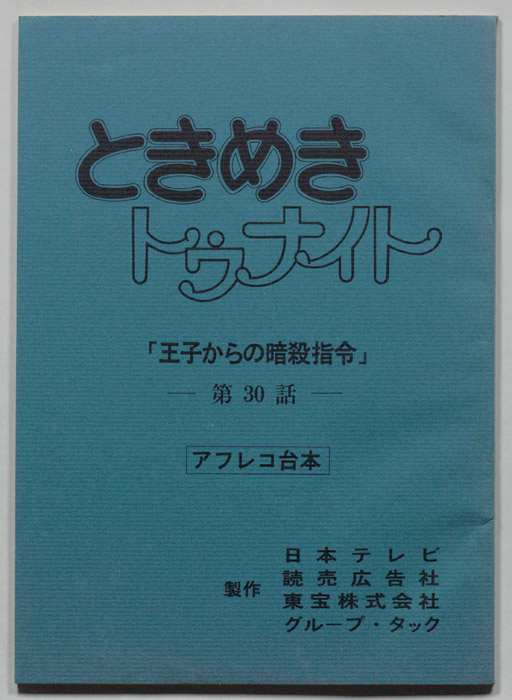 ときめき
トゥナイト
「王子からの暗殺指令」
― 第30話 ―
アフレコ台本
製作
日本テレビ
読売広告社
東宝株式会社
グループ・タック